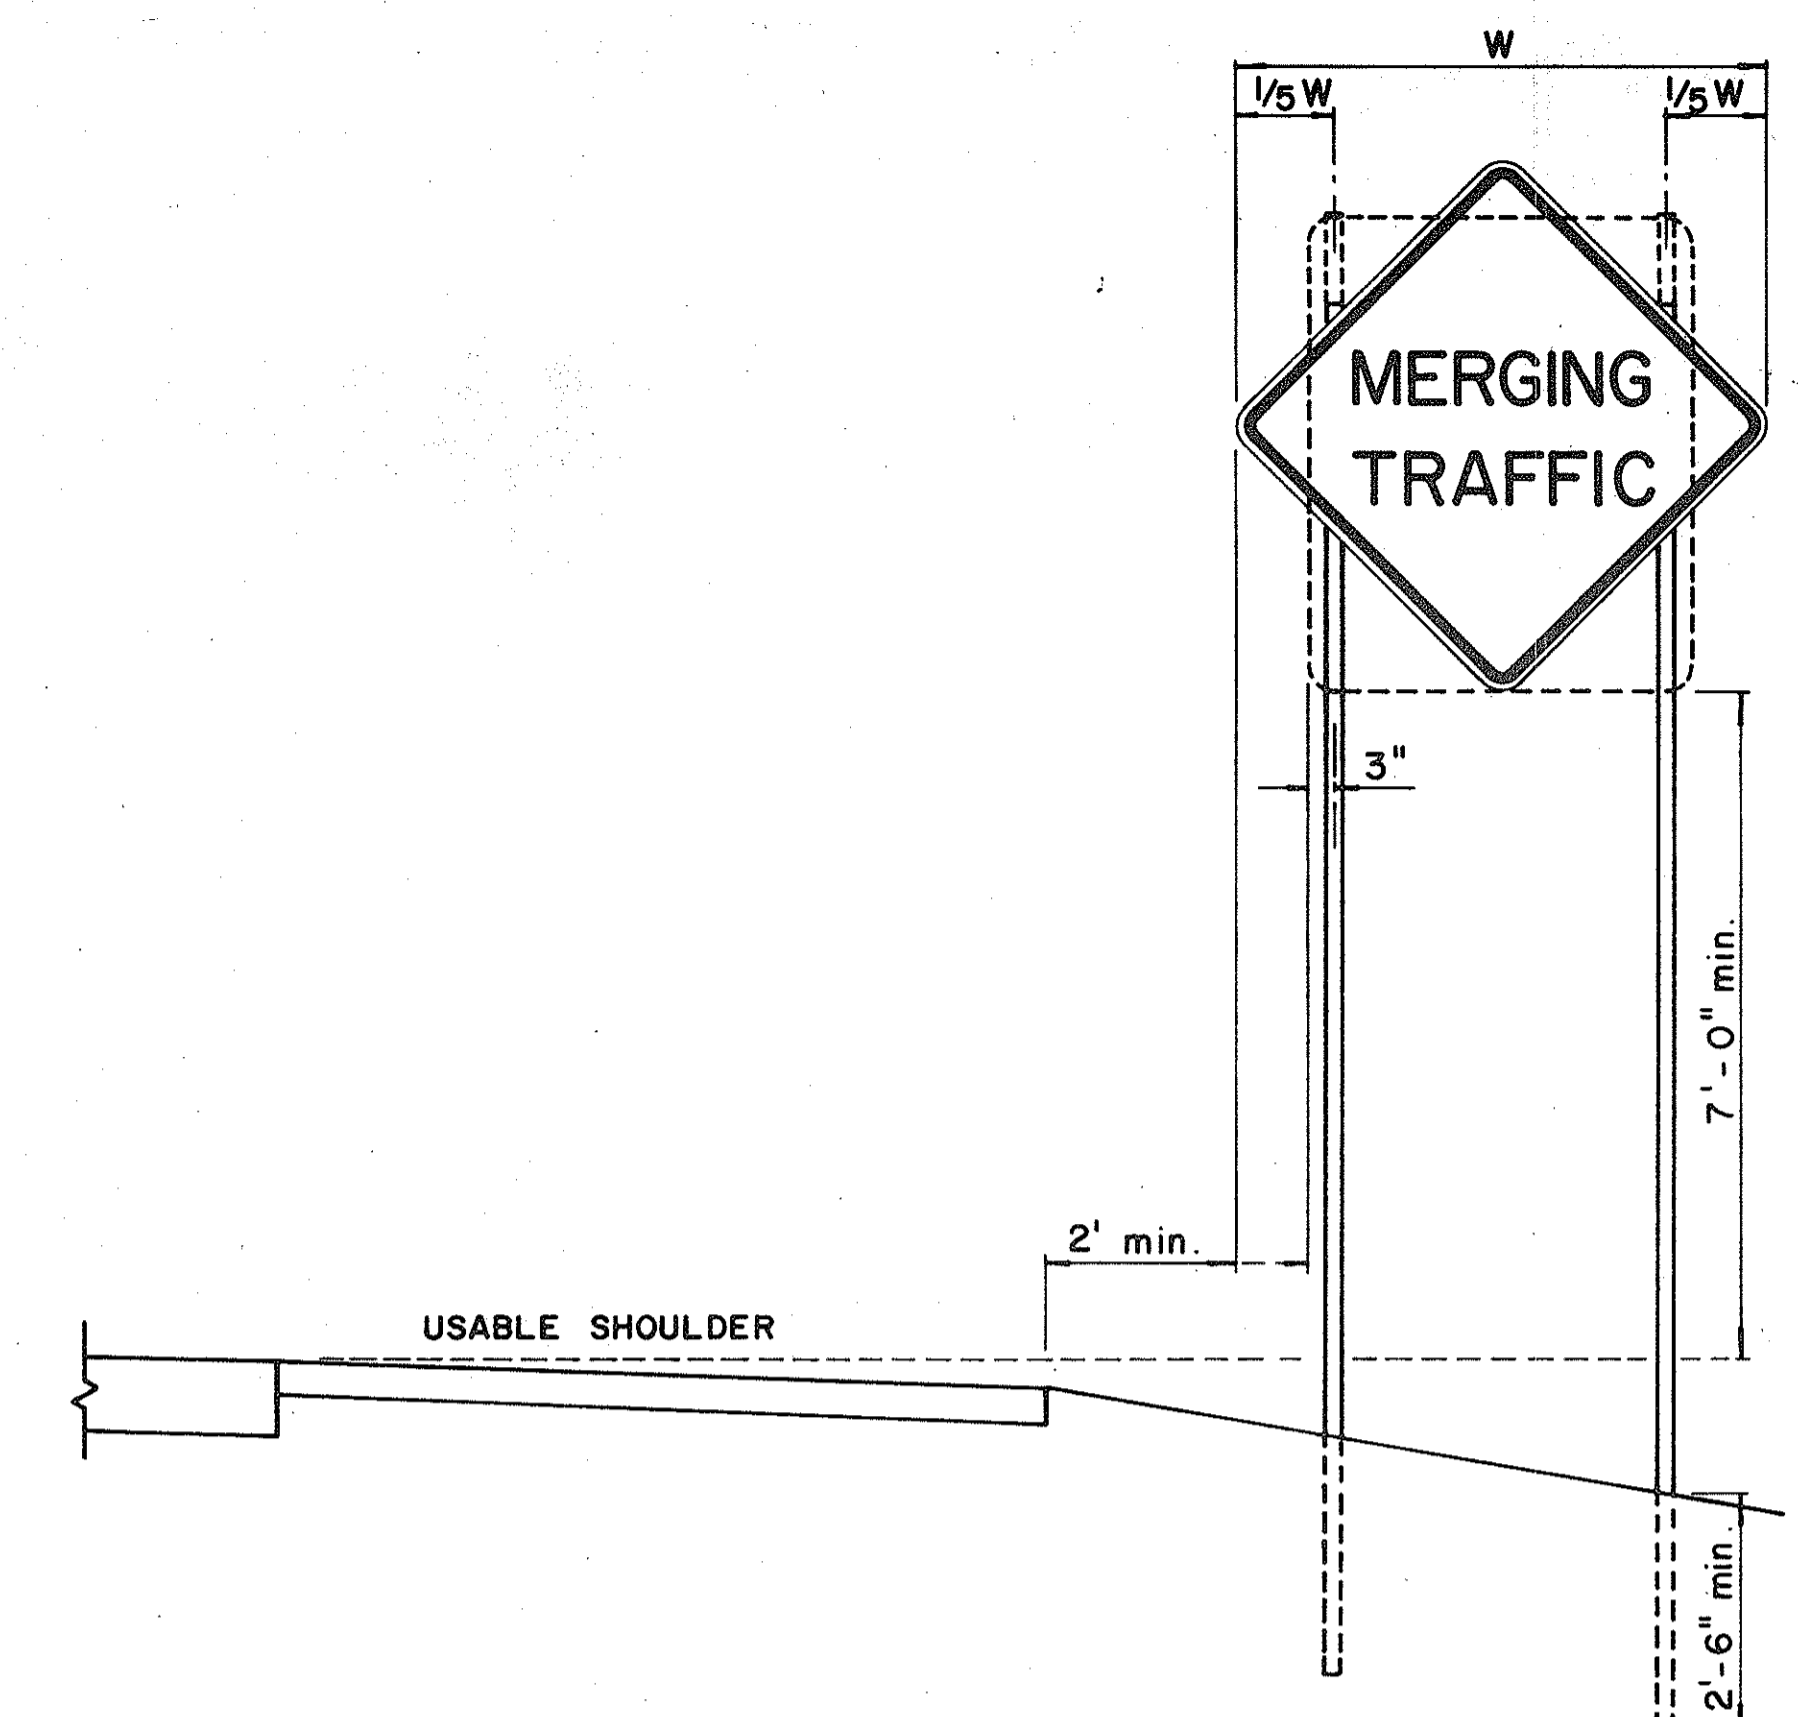 W
1/5 W
1/5 W
MERGING
TRAFFIC
3"
7'-0" min.
2' min.
USABLE SHOULDER
2'-6" min.